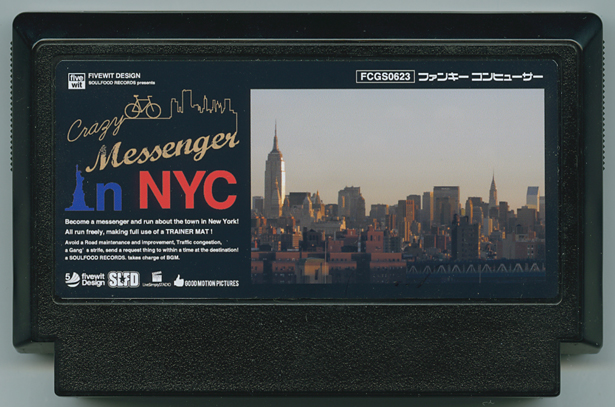 five
wit
FIVEWIT DESIGN
SOULFOOD RECORDS presents
FCGS0623 ファンキー コンピューサー
Crazy
Messenger
In NYC
Become a messenger and run about the town in New York!
All run freely, making full use of a TRAINER MAT !
Avoid a Road maintenance and improvement, Traffic congestion,
a Gang' s strife, send a request thing to within a time at the destination!
a SOULFOOD RECORDS. takes charge of BGM.
5 fivewit
Design
SLFD
LiveSimplySTADIO
GOODMOTION PICTURES